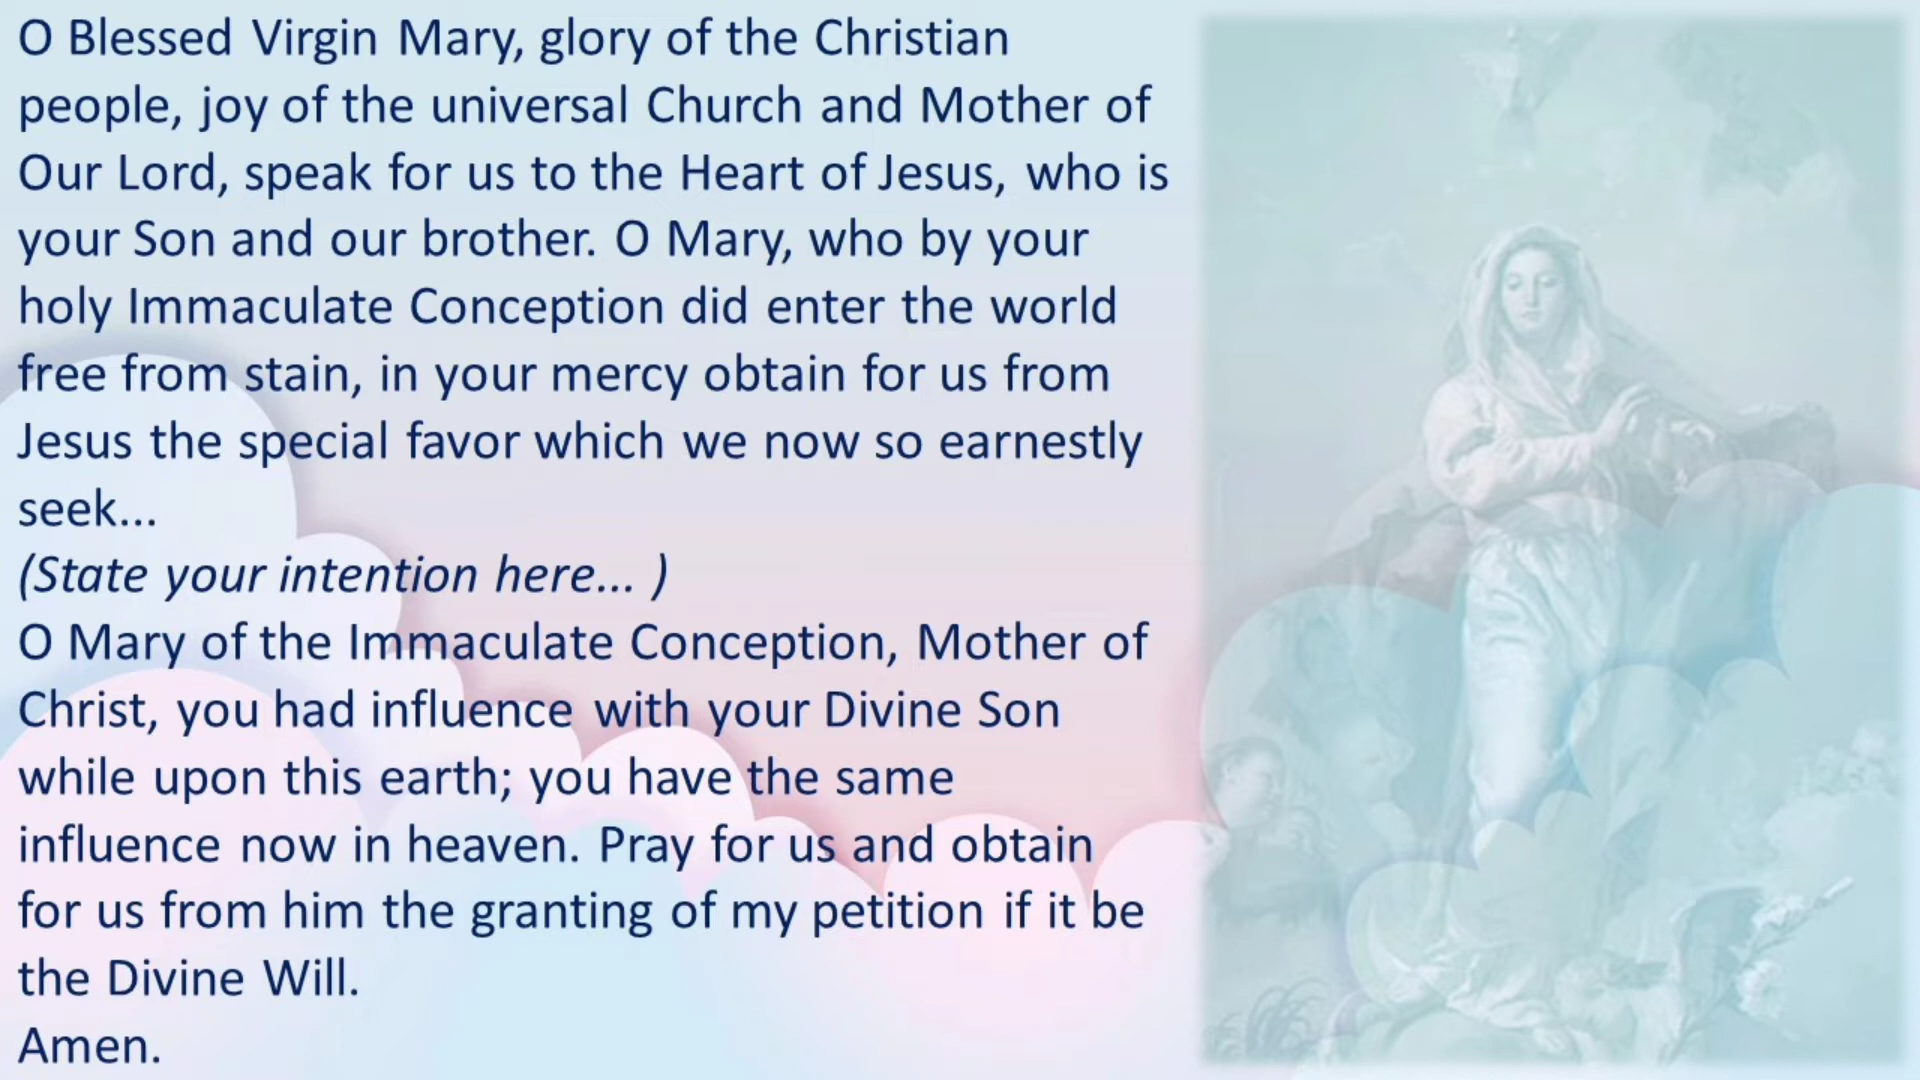 O Blessed Virgin Mary, glory of the Christian
people, joy of the universal Church and Mother of
Our Lord, speak for us to the Heart of Jesus, who is
your Son and our brother. O Mary, who by your
holy Immaculate Conception did enter the world
free from stain, in your mercy obtain for us from
Jesus the special favor which we now so earnestly
seek...
(State your intention here... )
O Mary of the Immaculate Conception, Mother of
Christ, you had influence with your Divine Son
while upon this earth; you have the same
influence now in heaven. Pray for us and obtain
for us from him the granting of my petition if it be
the Divine Will.
Amen.